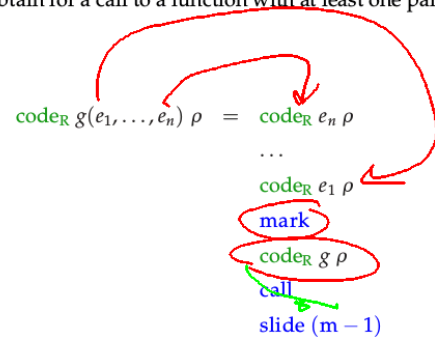 obtain for a call to a function with at least one par
codeR g(e1, . . . , en) ρ = codeR en ρ
. . .
codeR e1 ρ
mark
codeR g ρ
call
slide (m − 1)